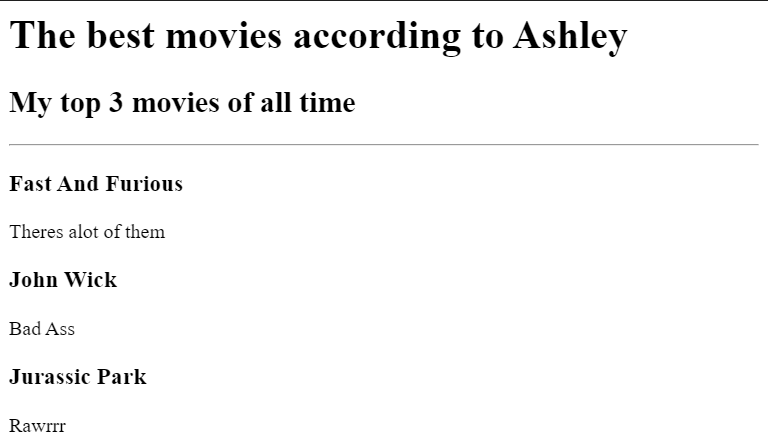 The best movies according to Ashley
My top 3 movies of all time
Fast And Furious
Theres alot of them
John Wick
Bad Ass
Jurassic Park
Rawrrr